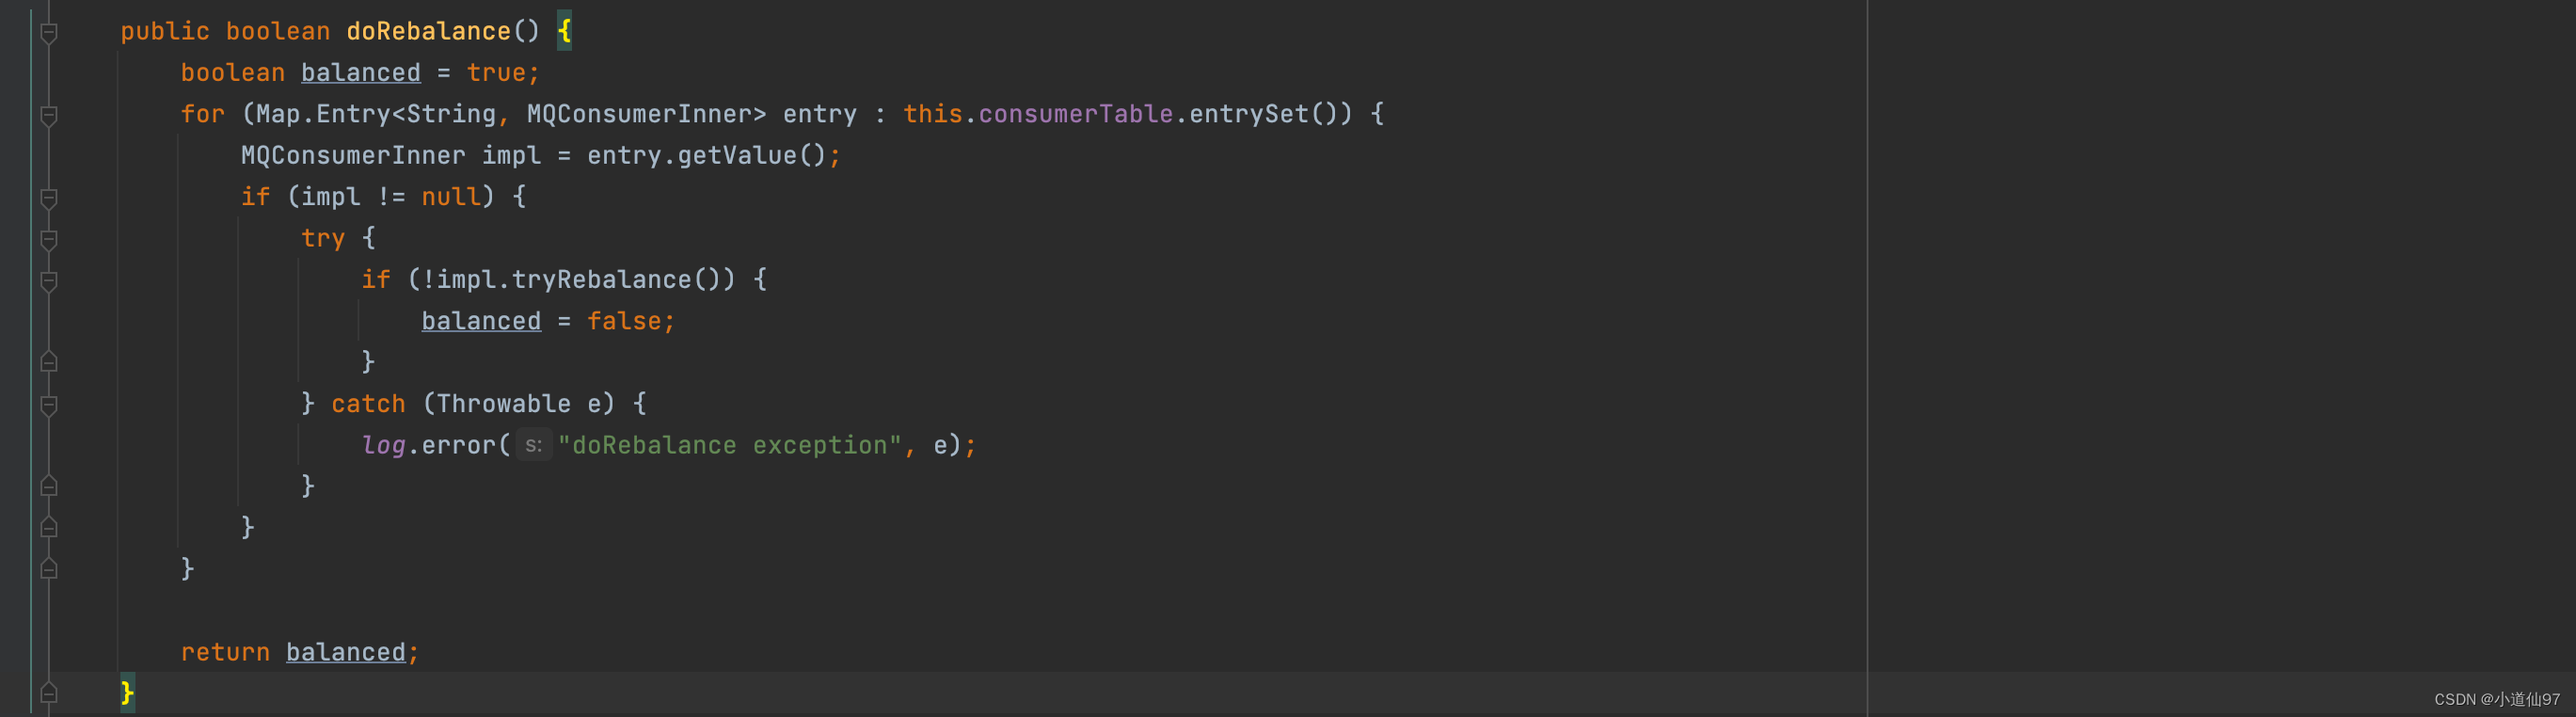 public boolean doRebalance() {
    boolean balanced = true;
    for (Map.Entry<String, MQConsumerInner> entry : this.consumerTable.entrySet()) {
        MQConsumerInner impl = entry.getValue();
        if (impl != null) {
            try {
                if (!impl.tryRebalance()) {
                    balanced = false;
                }
            } catch (Throwable e) {
                log.error( s: "doRebalance exception", e);
            }
        }
    }

    return balanced;
}
CSDN @小道仙97